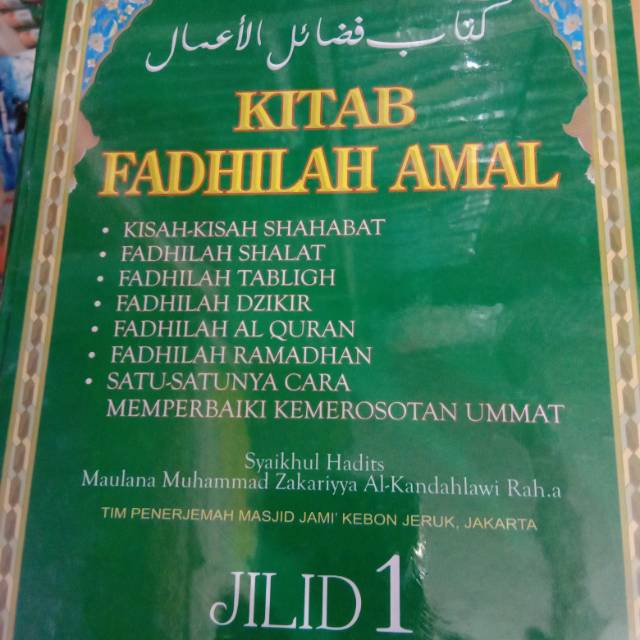 كتاب فضائل الأعمال
KITAB
FADHILAH AMAL
• KISAH-KISAH SHAHABAT
• FADHILAH SHALAT
• FADHILAH TABLIGH
• FADHILAH DZIKIR
• FADHILAH AL QURAN
• FADHILAH RAMADHAN
• SATU-SATUNYA CARA
MEMPERBAIKI KEMEROSOTAN UMMAT
Syaikhul Hadits
Maulana Muhammad Zakariyya Al-Kandahlawi Rah.a
TIM PENERJEMAH MASJID JAMI' KEBON JERUK, JAKARTA
JILID 1